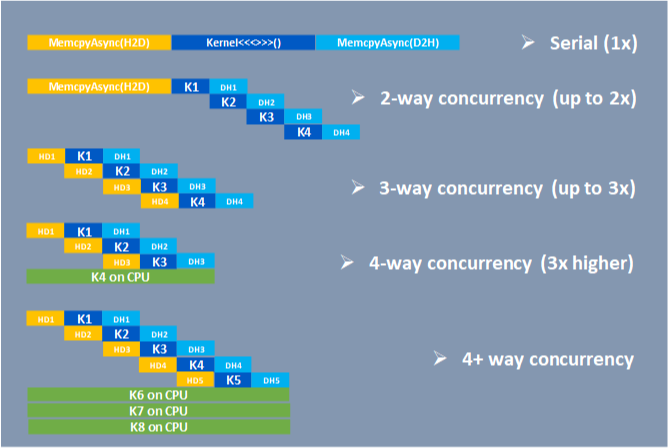 MemcpyAsync(H2D) Kernel<<<>>>() MemcpyAsync(D2H) ➢ Serial (1x)
MemcpyAsync(H2D) K1 DH1
K2 DH2 ➢ 2-way concurrency (up to 2x)
K3 DH3
K4 DH4
HD1 K1 DH1
HD2 K2 DH2
HD3 K3 DH3 ➢ 3-way concurrency (up to 3x)
HD4 K4 DH4
HD1 K1 DH1
HD2 K2 DH2
HD3 K3 DH3 ➢ 4-way concurrency (3x higher)
K4 on CPU
HD1 K1 DH1
HD2 K2 DH2
HD3 K3 DH3
HD4 K4 DH4 ➢ 4+ way concurrency
HD5 K5 DH5
K6 on CPU
K7 on CPU
K8 on CPU